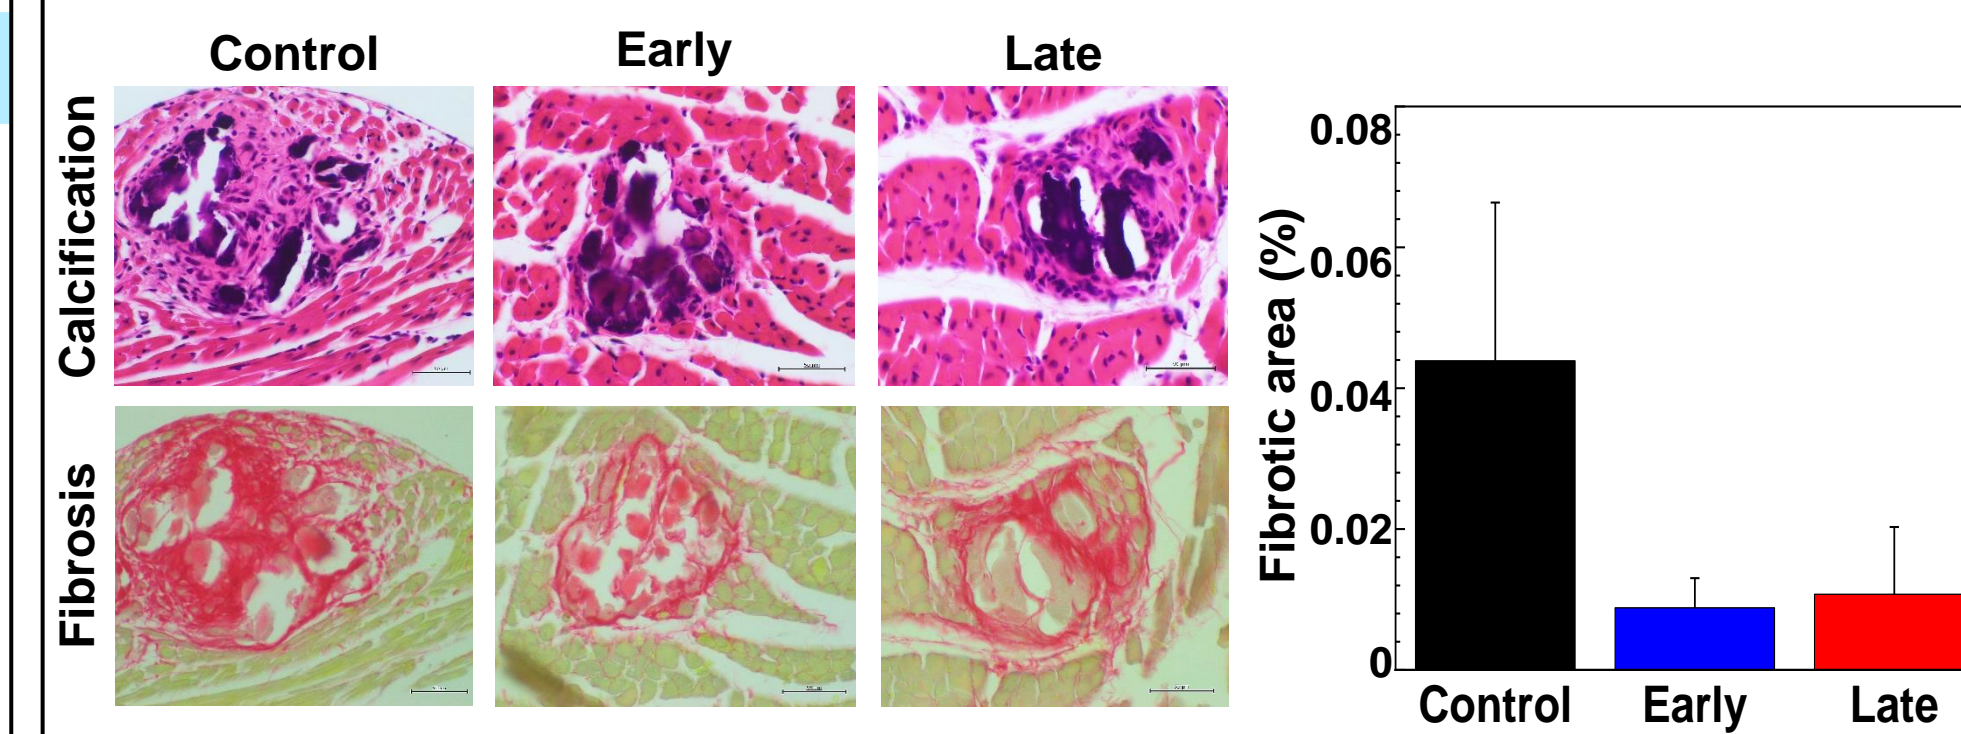 Control
Early
Late
Calcification
Fibrosis
Fibrotic area (%)
0.08
0.06
0.04
0.02
0
Control
Early
Late